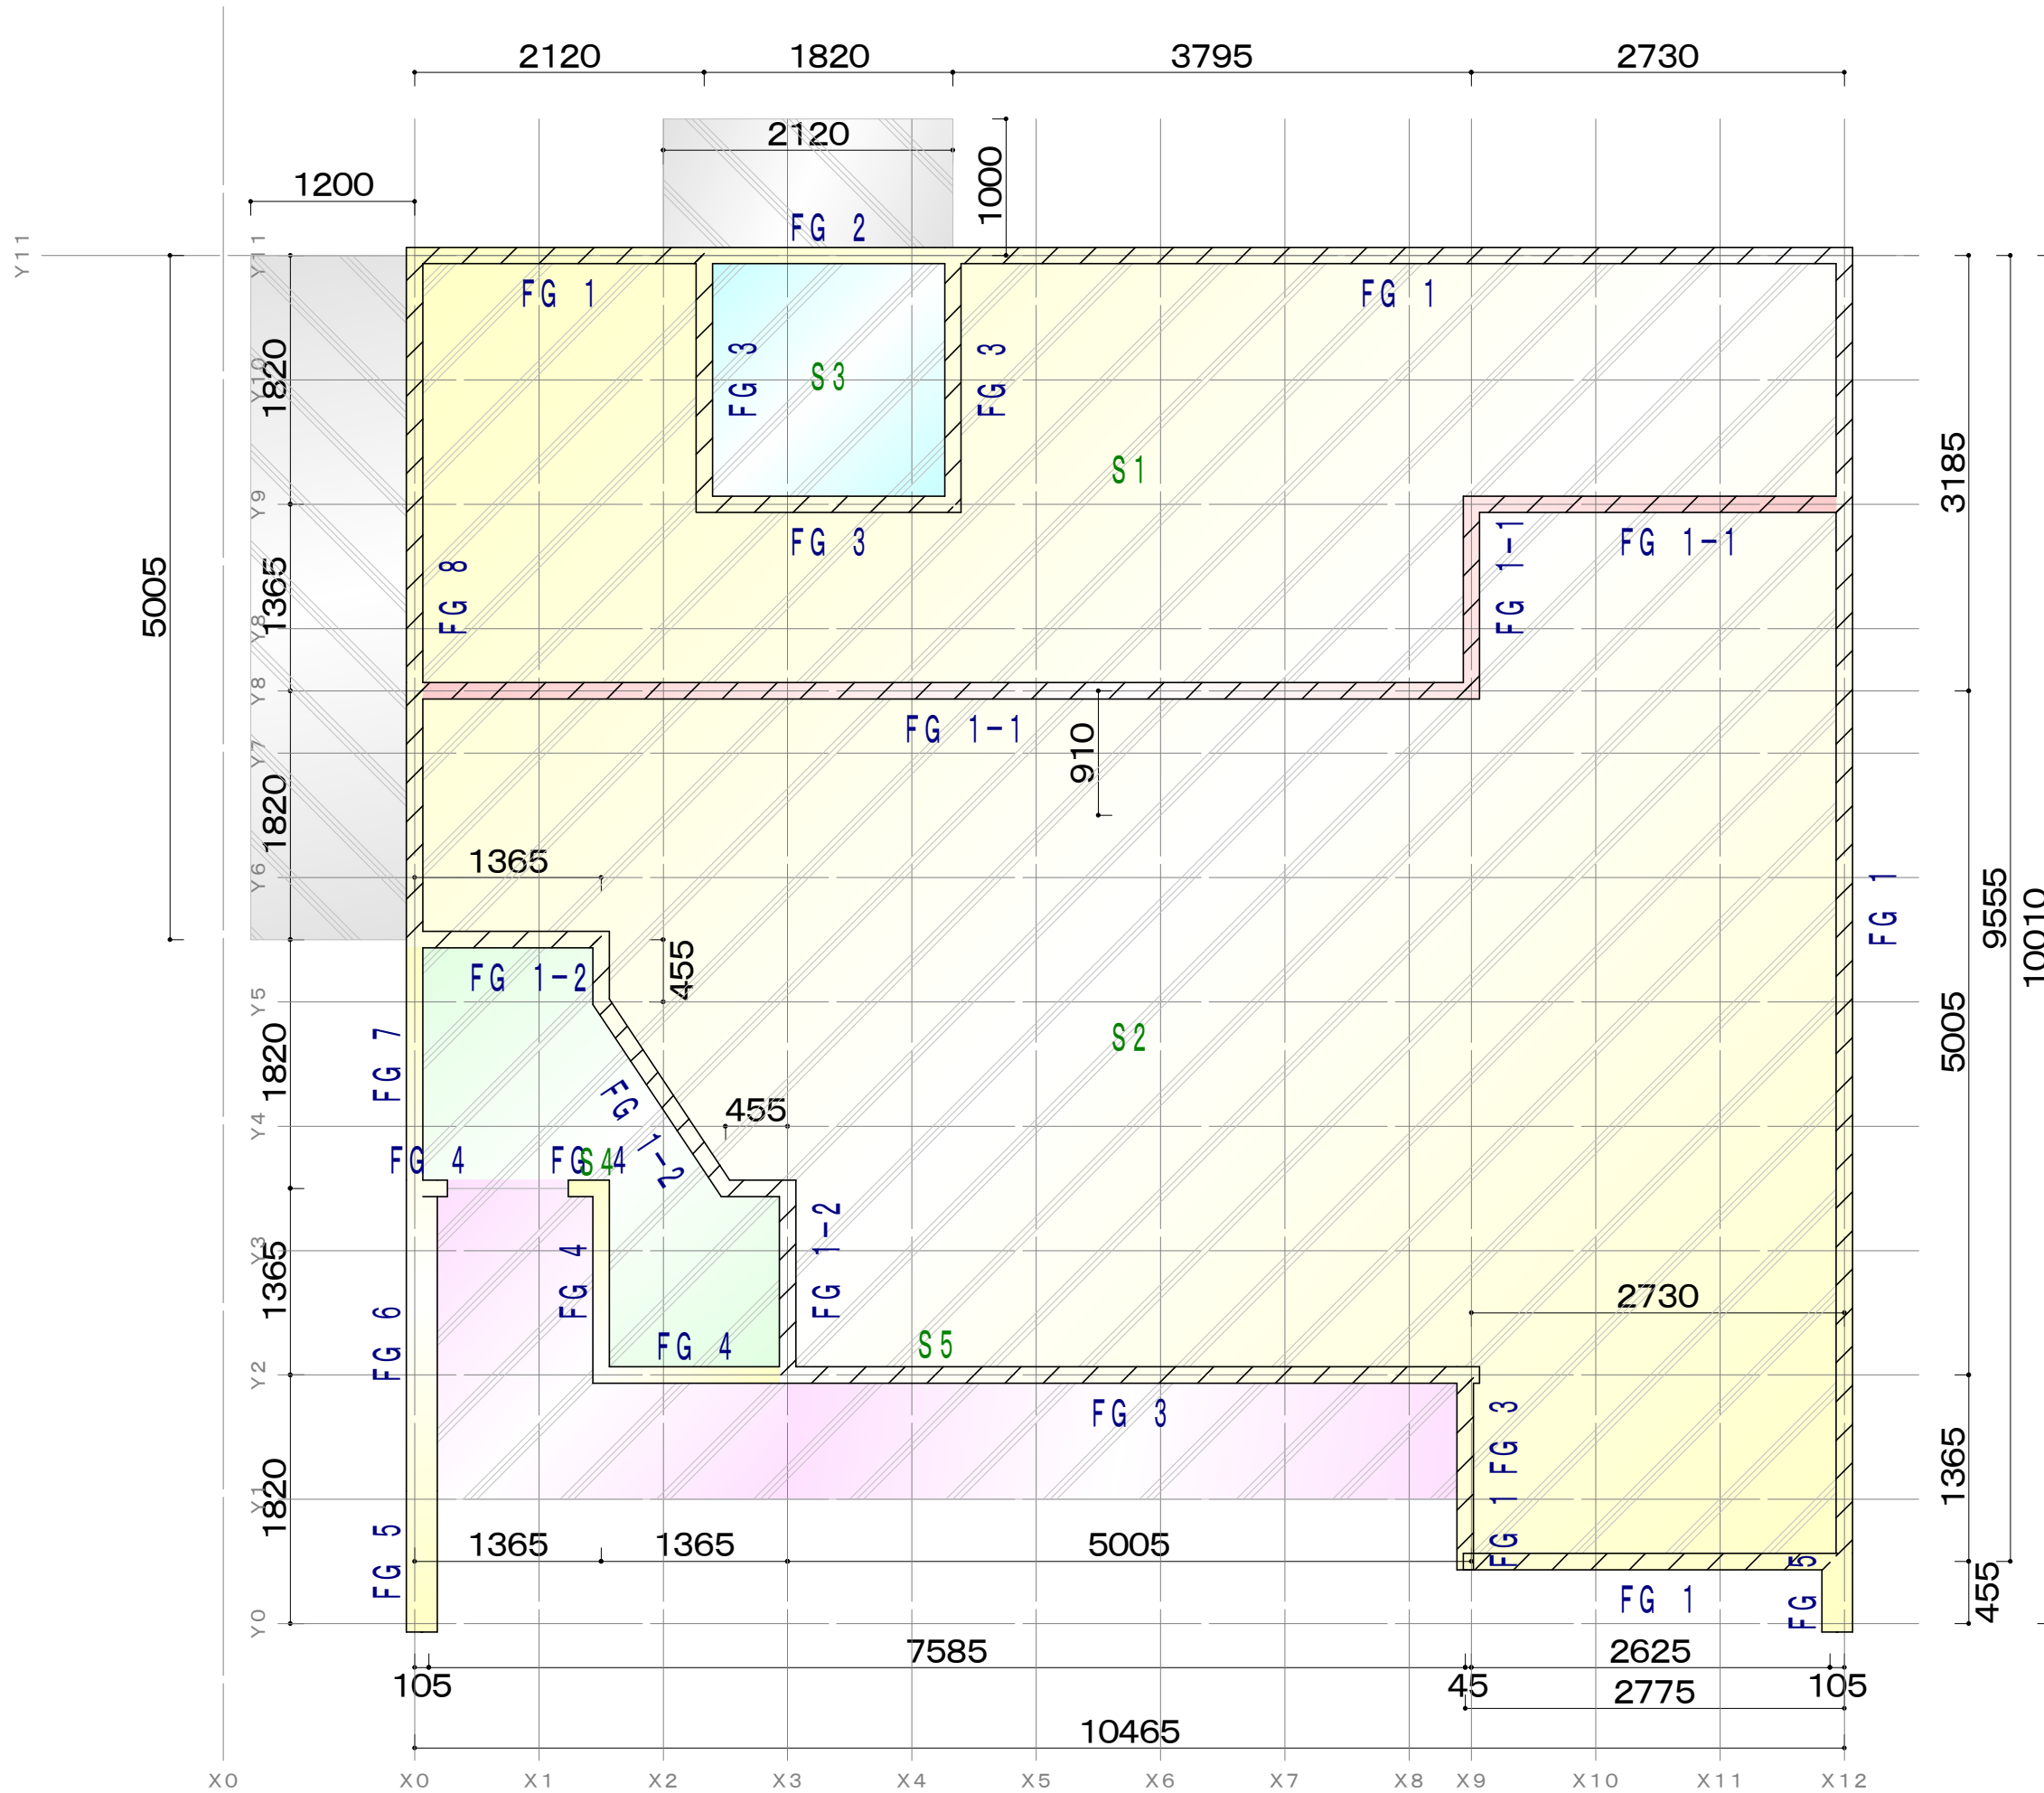 2120 1820 3795 2730
2120
1000
1200
FG 2
Y11
Y11
FG 1
FG 1
FG 3
S3
FG 3
1820
Y10
S1
3185
Y9
FG 3
FG 1-1
FG 1-1
5005
1365
FG 8
Y8
Y8
FG 1-1
910
Y7
1820
1365
Y6
FG 1
9555
10010
455
FG 1-2
Y5
S2
5005
FG 7
1820
FG 1-2
455
Y4
FG 4
FG 4
S4
FG 1-2
Y3
1365
FG 4
2730
FG 6
FG 4
S5
Y2
FG 3
FG 3
1365
1820
Y1
FG 1
FG 5
1365 1365 5005
FG 5
FG 1
455
Y0
7585 2625
105 45 105
2775
10465
X0 X0 X1 X2 X3 X4 X5 X6 X7 X8 X9 X10 X11 X12